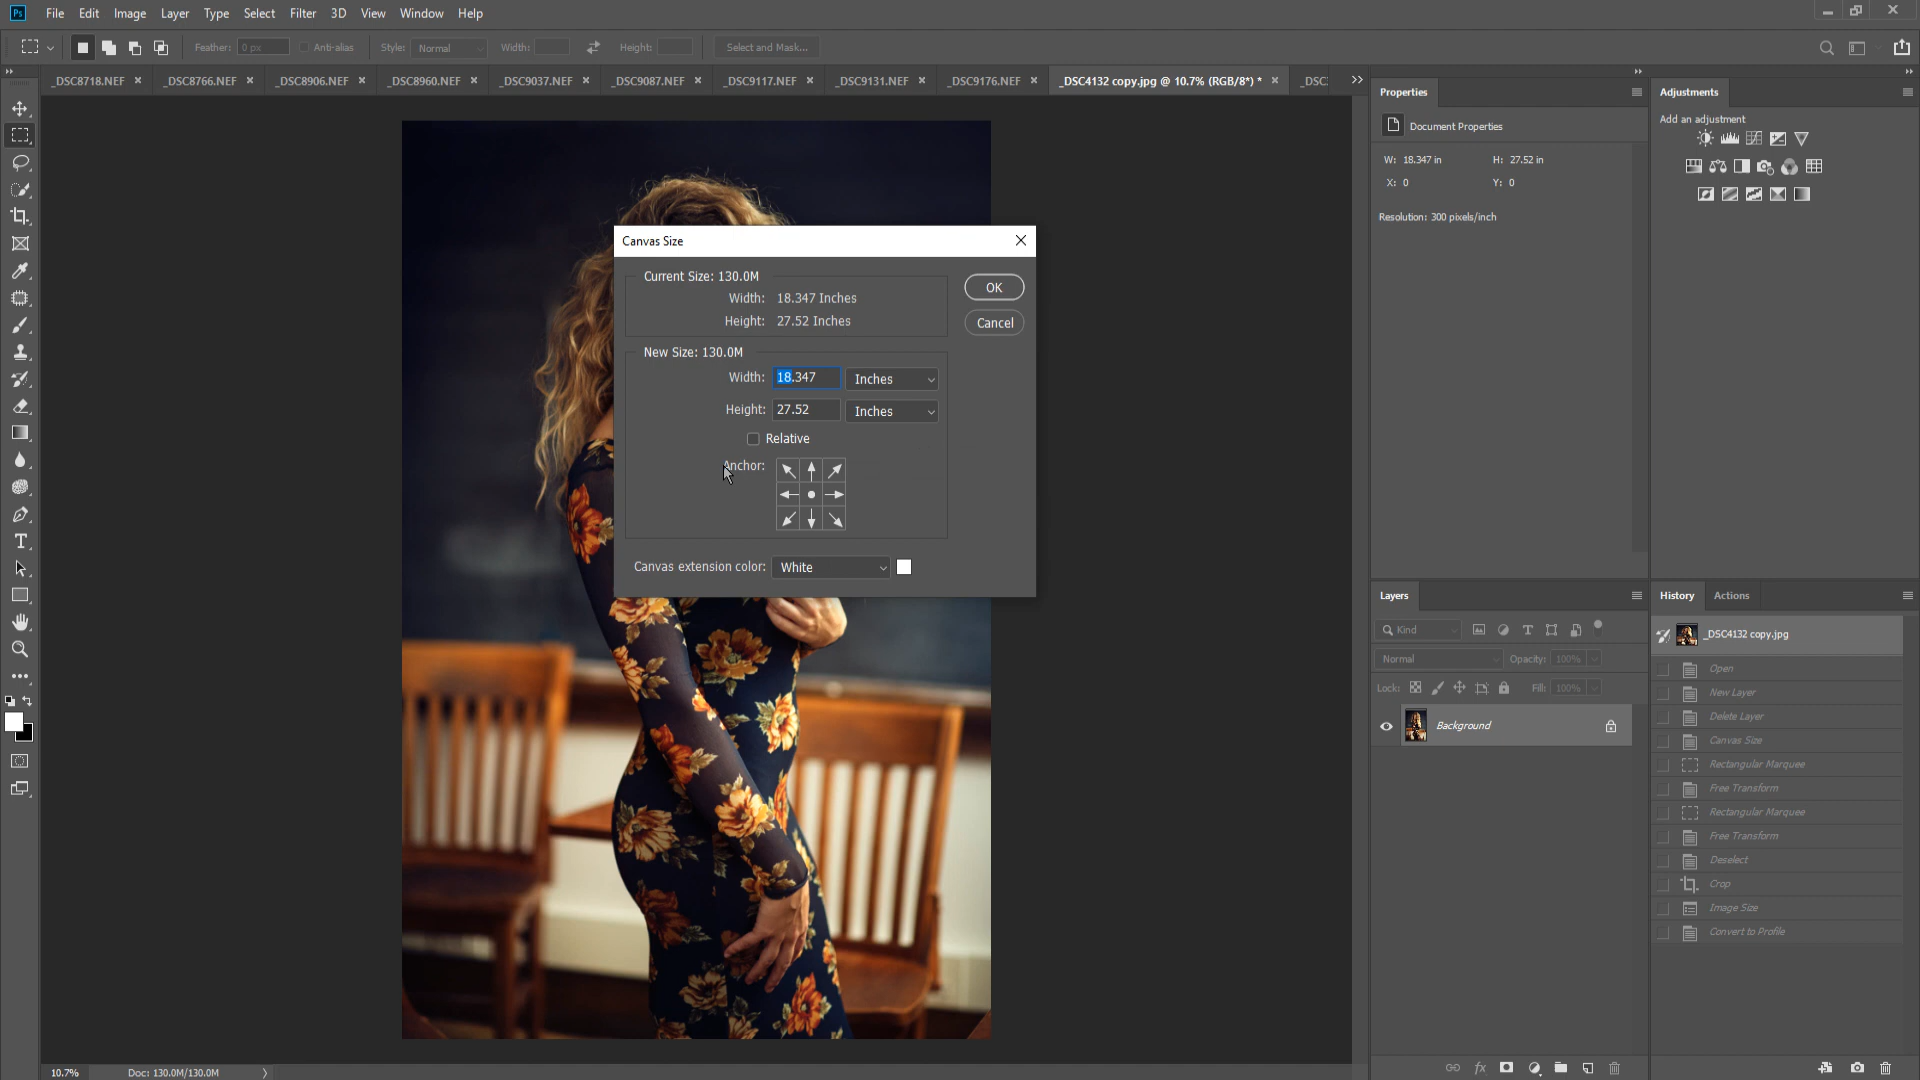 Ps File Edit Image Layer Type Select Filter 3D View Window Help
Feather: 0 px Anti-alias Style: Normal Width: Height: Select and Mask...
_DSC8718.NEF _DSC8766.NEF _DSC8906.NEF _DSC8960.NEF _DSC9037.NEF _DSC9087.NEF _DSC9117.NEF _DSC9131.NEF _DSC9176.NEF _DSC4132 copy.jpg @ 10.7% (RGB/8*) * _DSC
Canvas Size
Current Size: 130.0M
Width: 18.347 Inches
Height: 27.52 Inches
OK
Cancel
New Size: 130.0M
Width: 18.347 Inches
Height: 27.52 Inches
Relative
Anchor:
Canvas extension color: White
Properties
Document Properties
W: 18.347 in H: 27.52 in
X: 0 Y: 0
Resolution: 300 pixels/inch
Adjustments
Add an adjustment
Layers
Kind
Normal Opacity: 100%
Lock: Fill: 100%
Background
History Actions
_DSC4132 copy.jpg
Open
New Layer
Delete Layer
Canvas Size
Rectangular Marquee
Free Transform
Rectangular Marquee
Free Transform
Deselect
Crop
Image Size
Convert to Profile
10.7% Doc: 130.0M/130.0M